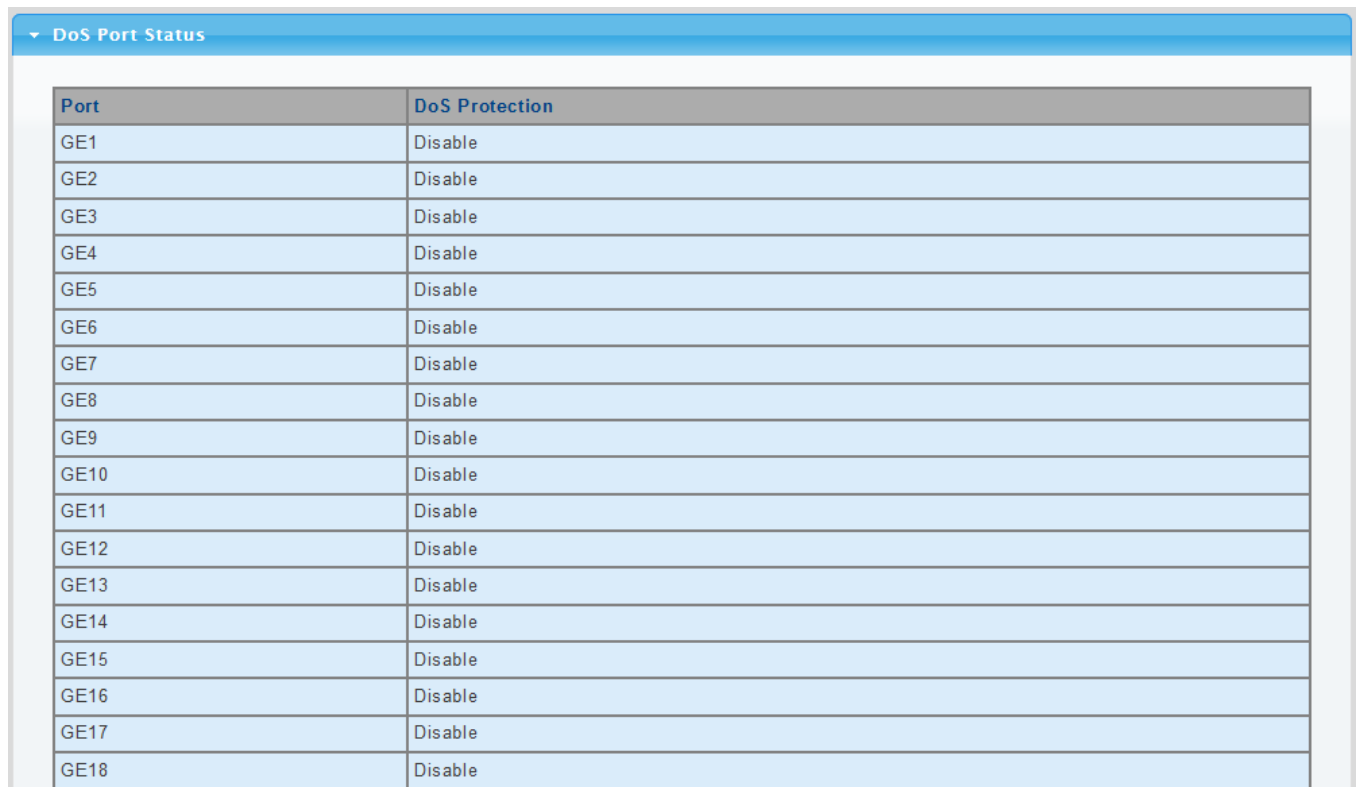 DoS Port Status
Port DoS Protection
GE1 Disable
GE2 Disable
GE3 Disable
GE4 Disable
GE5 Disable
GE6 Disable
GE7 Disable
GE8 Disable
GE9 Disable
GE10 Disable
GE11 Disable
GE12 Disable
GE13 Disable
GE14 Disable
GE15 Disable
GE16 Disable
GE17 Disable
GE18 Disable